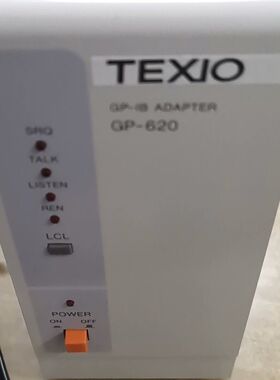 TEXIO
GP-IB ADAPTER
GP-620
SRQ
TALK
LISTEN
REN
LCL
POWER
ON OFF